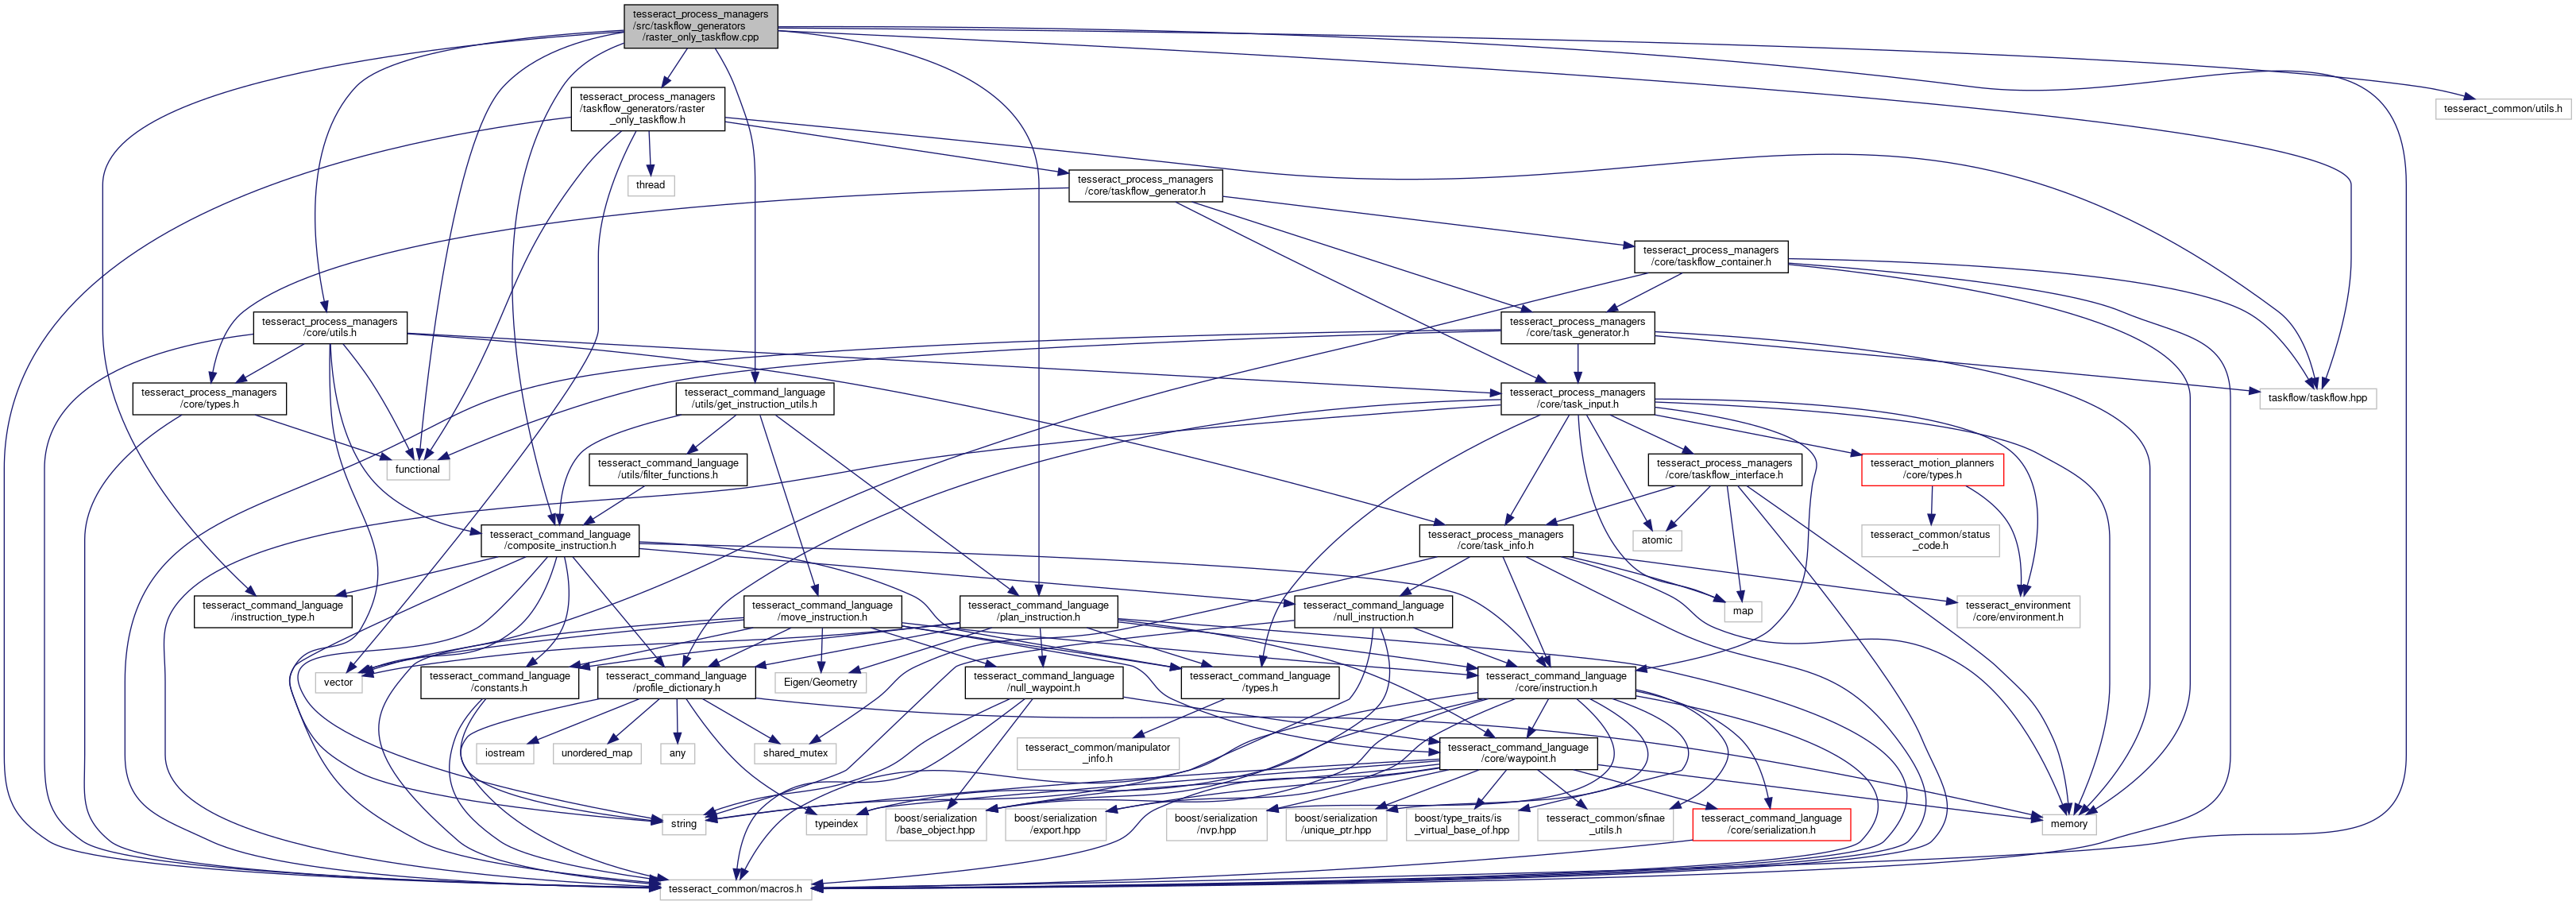 tesseract_process_managers
/src/taskflow_generators
/raster_only_taskflow.cpp
tesseract_process_managers
/taskflow_generators/raster
_only_taskflow.h
tesseract_common/utils.h
thread
tesseract_process_managers
/core/taskflow_generator.h
tesseract_process_managers
/core/taskflow_container.h
tesseract_process_managers
/core/utils.h
tesseract_process_managers
/core/task_generator.h
tesseract_process_managers
/core/types.h
tesseract_command_language
/utils/get_instruction_utils.h
tesseract_process_managers
/core/task_input.h
taskflow/taskflow.hpp
functional
tesseract_command_language
/utils/filter_functions.h
tesseract_process_managers
/core/taskflow_interface.h
tesseract_motion_planners
/core/types.h
tesseract_command_language
/composite_instruction.h
tesseract_process_managers
/core/task_info.h
atomic
tesseract_common/status
_code.h
tesseract_command_language
/instruction_type.h
tesseract_command_language
/move_instruction.h
tesseract_command_language
/plan_instruction.h
tesseract_command_language
/null_instruction.h
map
tesseract_environment
/core/environment.h
vector
tesseract_command_language
/constants.h
tesseract_command_language
/profile_dictionary.h
Eigen/Geometry
tesseract_command_language
/null_waypoint.h
tesseract_command_language
/types.h
tesseract_command_language
/core/instruction.h
iostream
unordered_map
any
shared_mutex
tesseract_common/manipulator
_info.h
tesseract_command_language
/core/waypoint.h
string
typeindex
boost/serialization
/base_object.hpp
boost/serialization
/export.hpp
boost/serialization
/nvp.hpp
boost/serialization
/unique_ptr.hpp
boost/type_traits/is
_virtual_base_of.hpp
tesseract_common/sfinae
_utils.h
tesseract_command_language
/core/serialization.h
memory
tesseract_common/macros.h